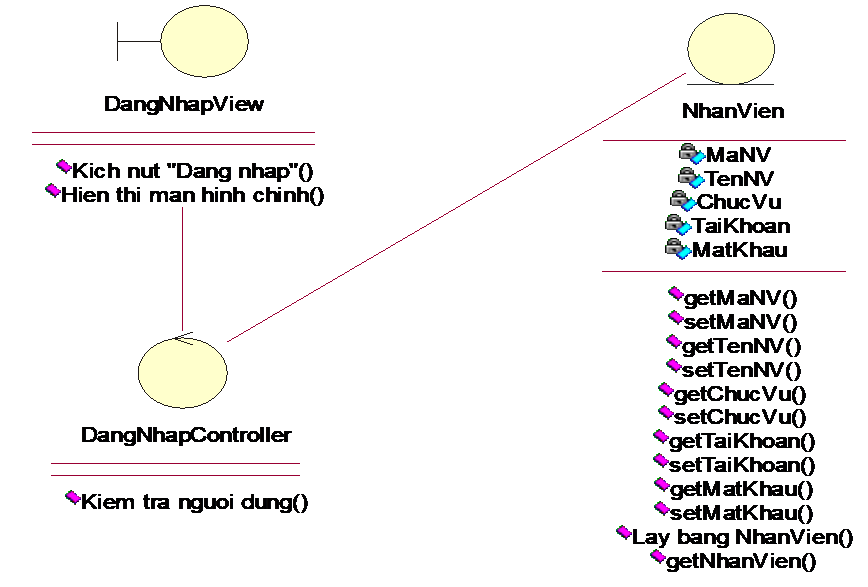 DangNhapView
Kich nut "Dang nhap"()
Hien thi man hinh chinh()
DangNhapController
Kiem tra nguoi dung()
NhanVien
MaNV
TenNV
ChucVu
TaiKhoan
MatKhau
getMaNV()
setMaNV()
getTenNV()
setTenNV()
getChucVu()
setChucVu()
getTaiKhoan()
setTaiKhoan()
getMatKhau()
setMatKhau()
Lay bang NhanVien()
getNhanVien()